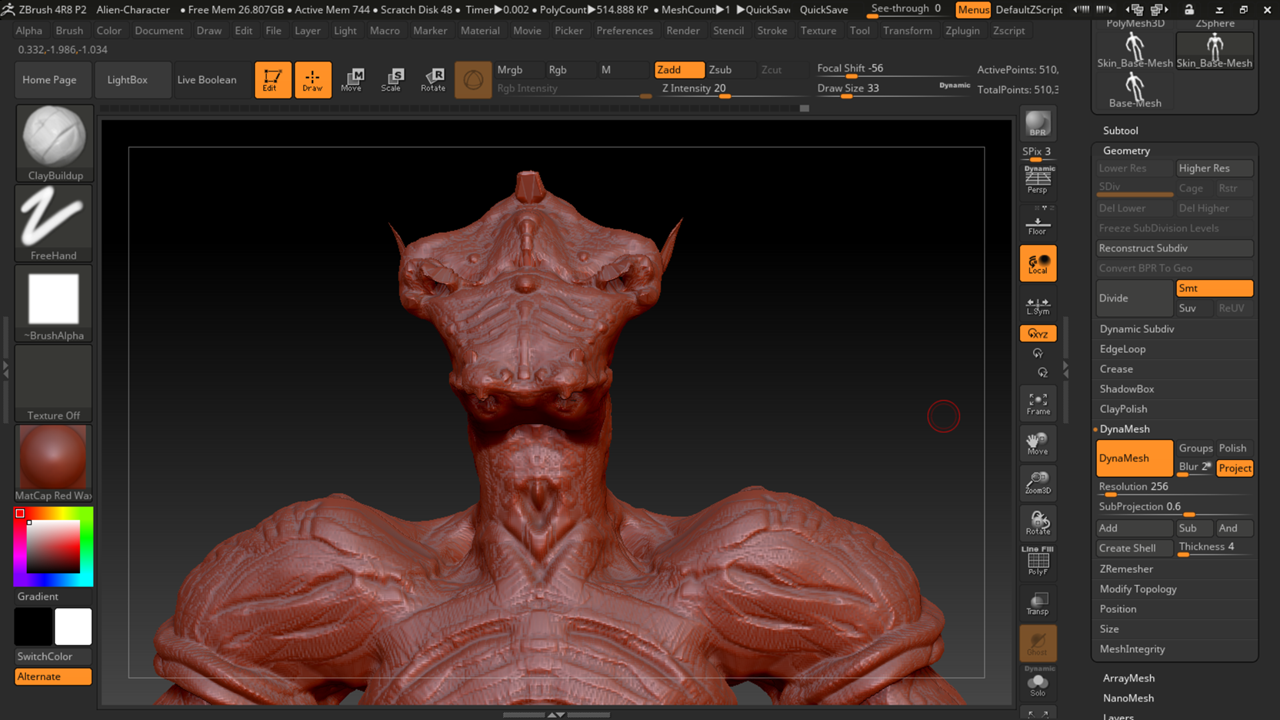 ZBrush 4R8 P2 Alien-Character ● Free Mem 26.807GB ● Active Mem 744 ● Scratch Disk 48 ● Timer▶0.002 ● PolyCount▶514.888 KP ● MeshCount▶1 ▶QuickSave QuickSave See-through 0 Menus DefaultZScript
Alpha Brush Color Document Draw Edit File Layer Light Macro Marker Material Movie Picker Preferences Render Stencil Stroke Texture Tool Transform Zplugin Zscript
0.332,-1.986,-1.034
Home Page LightBox Live Boolean Edit Draw Move Scale Rotate
Mrgb Rgb M Zadd Zsub Zcut Focal Shift -56 ActivePoints: 510,
Rgb Intensity Z Intensity 20 Draw Size 33 Dynamic TotalPoints: 510,3
ClayBuildup
FreeHand
~BrushAlpha
Texture Off
MatCap Red Wax
Gradient
SwitchColor
Alternate
BPR
SPix 3
Dynamic
Persp
Floor
Local
L.Sym
XYZ
Y
Z
Frame
Move
Zoom3D
Rotate
Line Fill
PolyF
Transp
Ghost
Dynamic
Solo
PolyMesh3D ZSphere
Skin_Base-Mesh Skin_Base-Mesh
Base-Mesh
Subtool
Geometry
Lower Res Higher Res
SDiv Cage Rstr
Del Lower Del Higher
Freeze SubDivision Levels
Reconstruct Subdiv
Convert BPR To Geo
Divide Smt
Suv ReUV
Dynamic Subdiv
EdgeLoop
Crease
ShadowBox
ClayPolish
DynaMesh
DynaMesh Groups Polish
Blur 2 Project
Resolution 256
SubProjection 0.6
Add Sub And
Create Shell Thickness 4
ZRemesher
Modify Topology
Position
Size
MeshIntegrity
ArrayMesh
NanoMesh
Layers